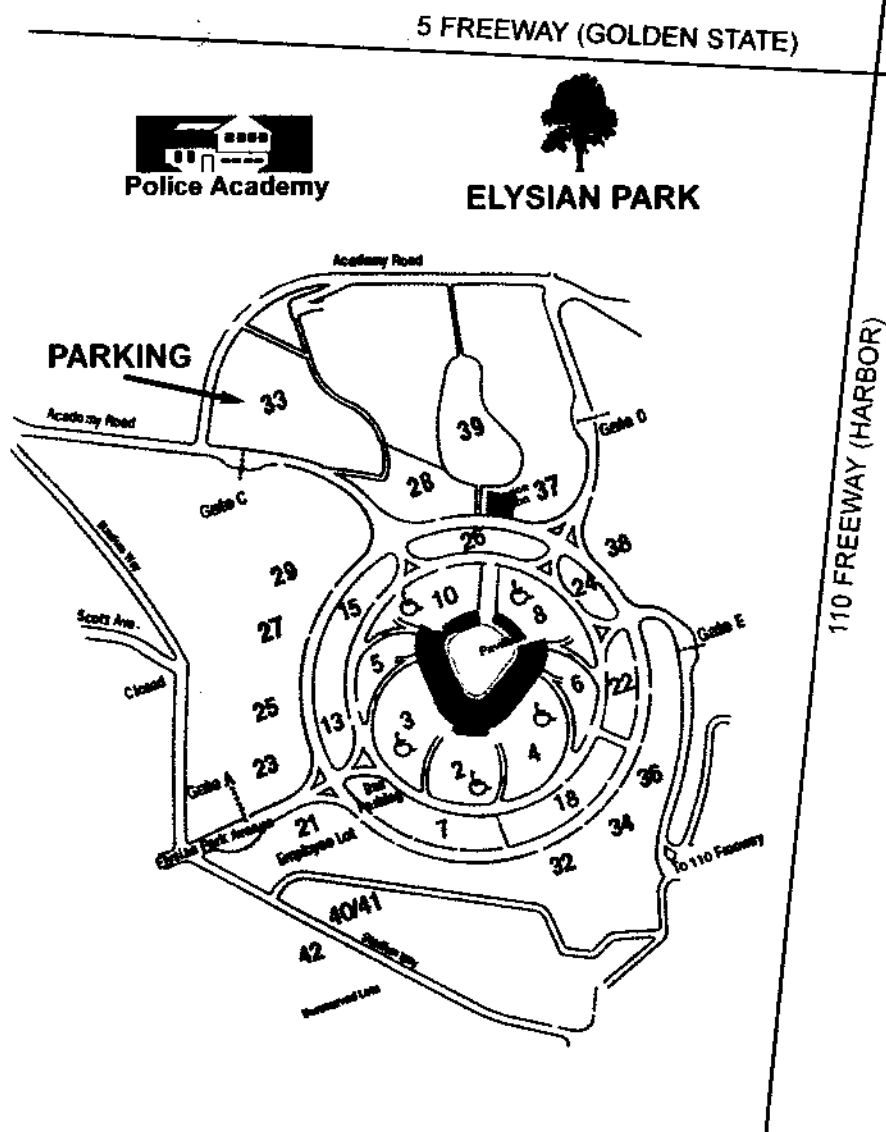 5 FREEWAY (GOLDEN STATE)
Police Academy
ELYSIAN PARK
Academy Road
PARKING
33
Academy Road
39
Gate D
110 FREEWAY (HARBOR)
28
37
Gate C
26
38
29
24
10
8
15
Scott Ave.
27
Gate E
5
6
22
Closed
25
13
3
23
4
2
36
Gate A
18
7
34
21
Elysian Park Avenue
Employee Lot
32
To 110 Freeway
40/41
42
Stadium Way
Unreserved Lots